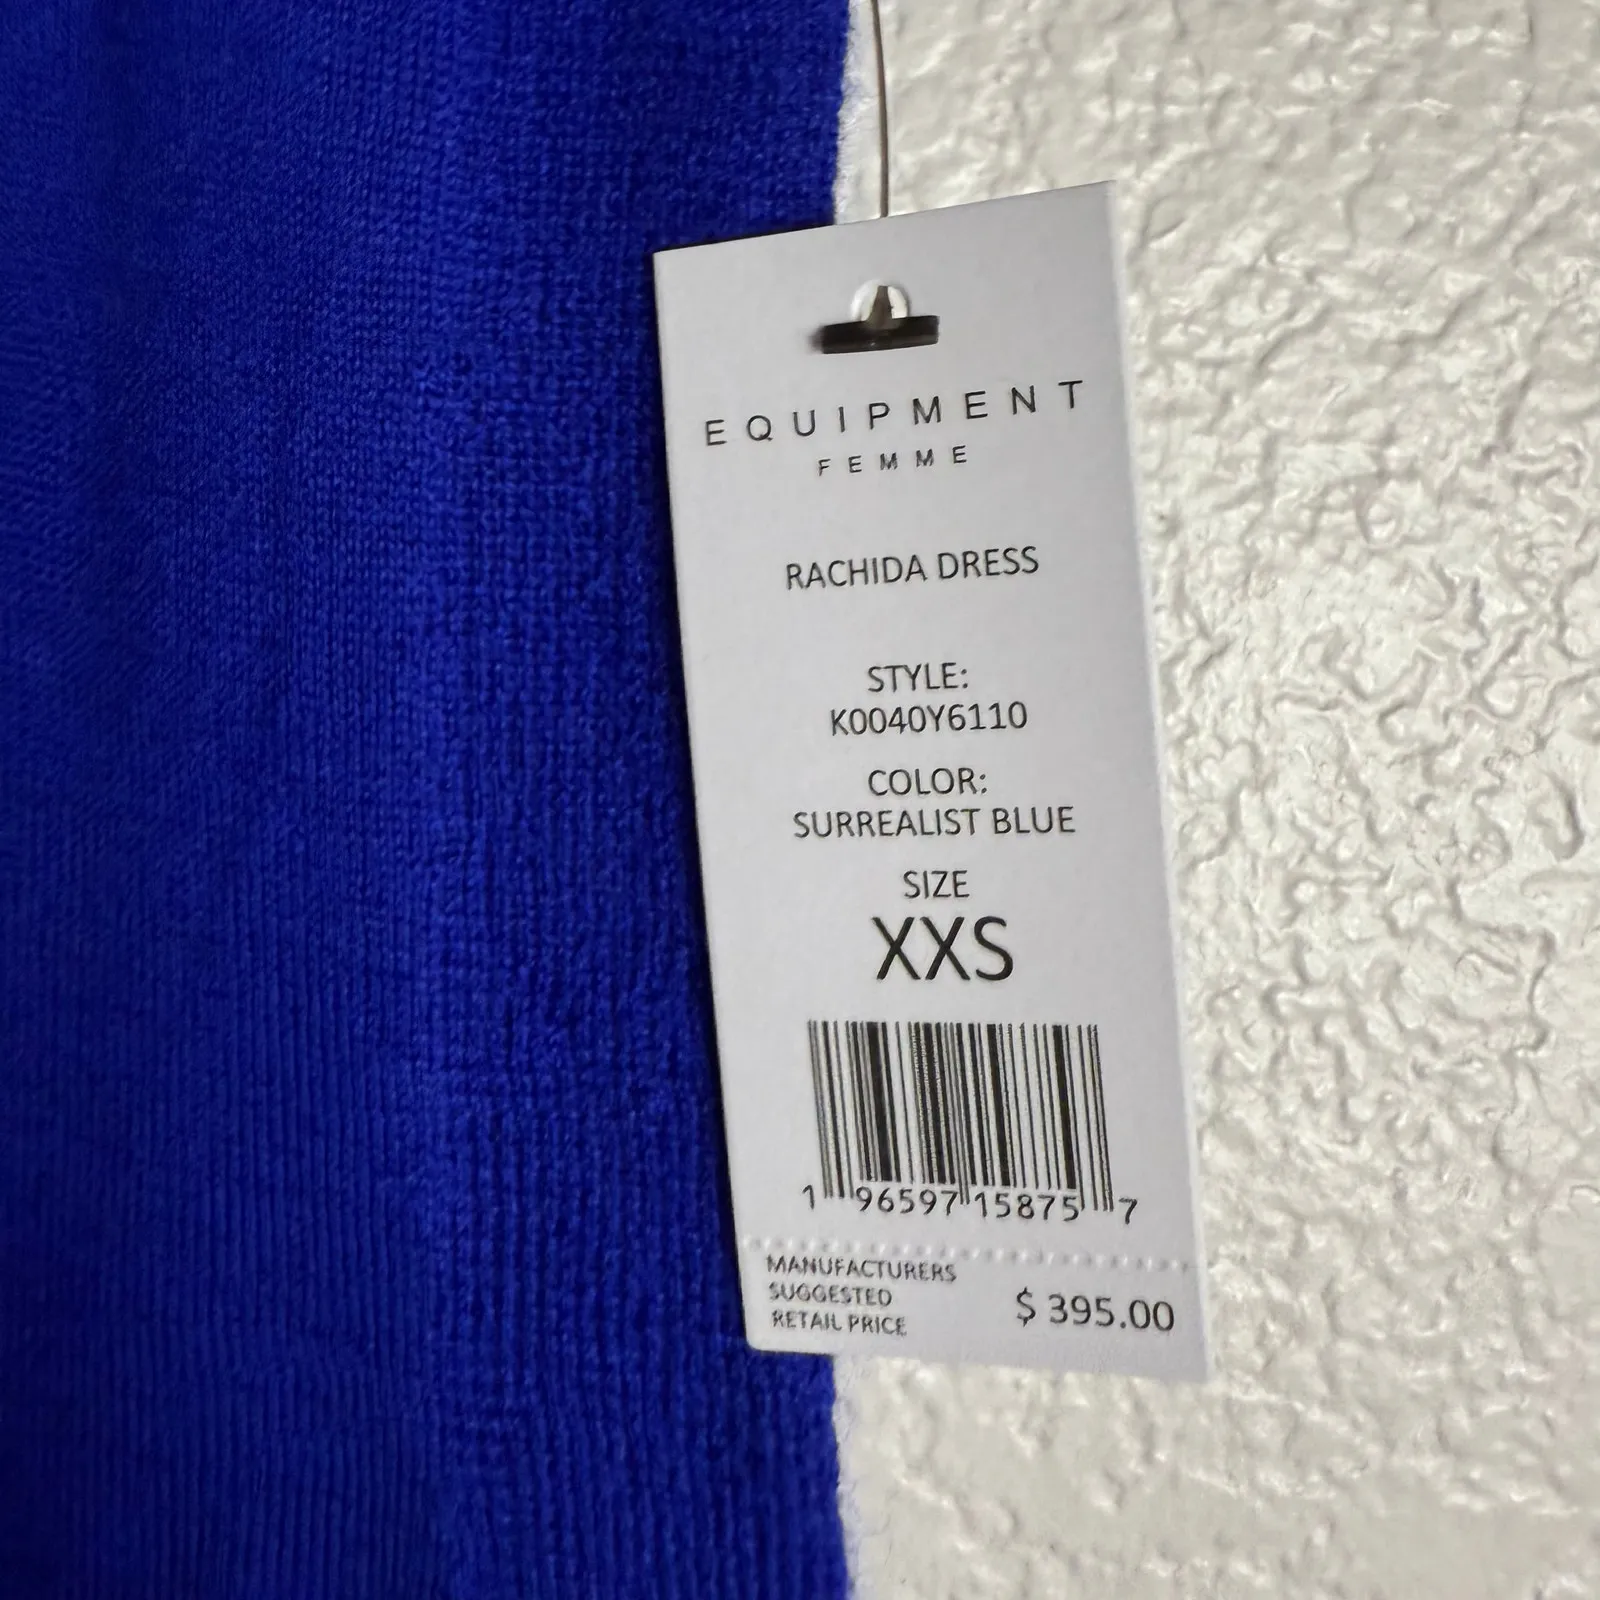 EQUIPMENT
FEMME
RACHIDA DRESS
STYLE:
K0040Y6110
COLOR:
SURREALIST BLUE
SIZE
XXS
1 96597 15875 7
MANUFACTURERS
SUGGESTED
RETAIL PRICE
$ 395.00